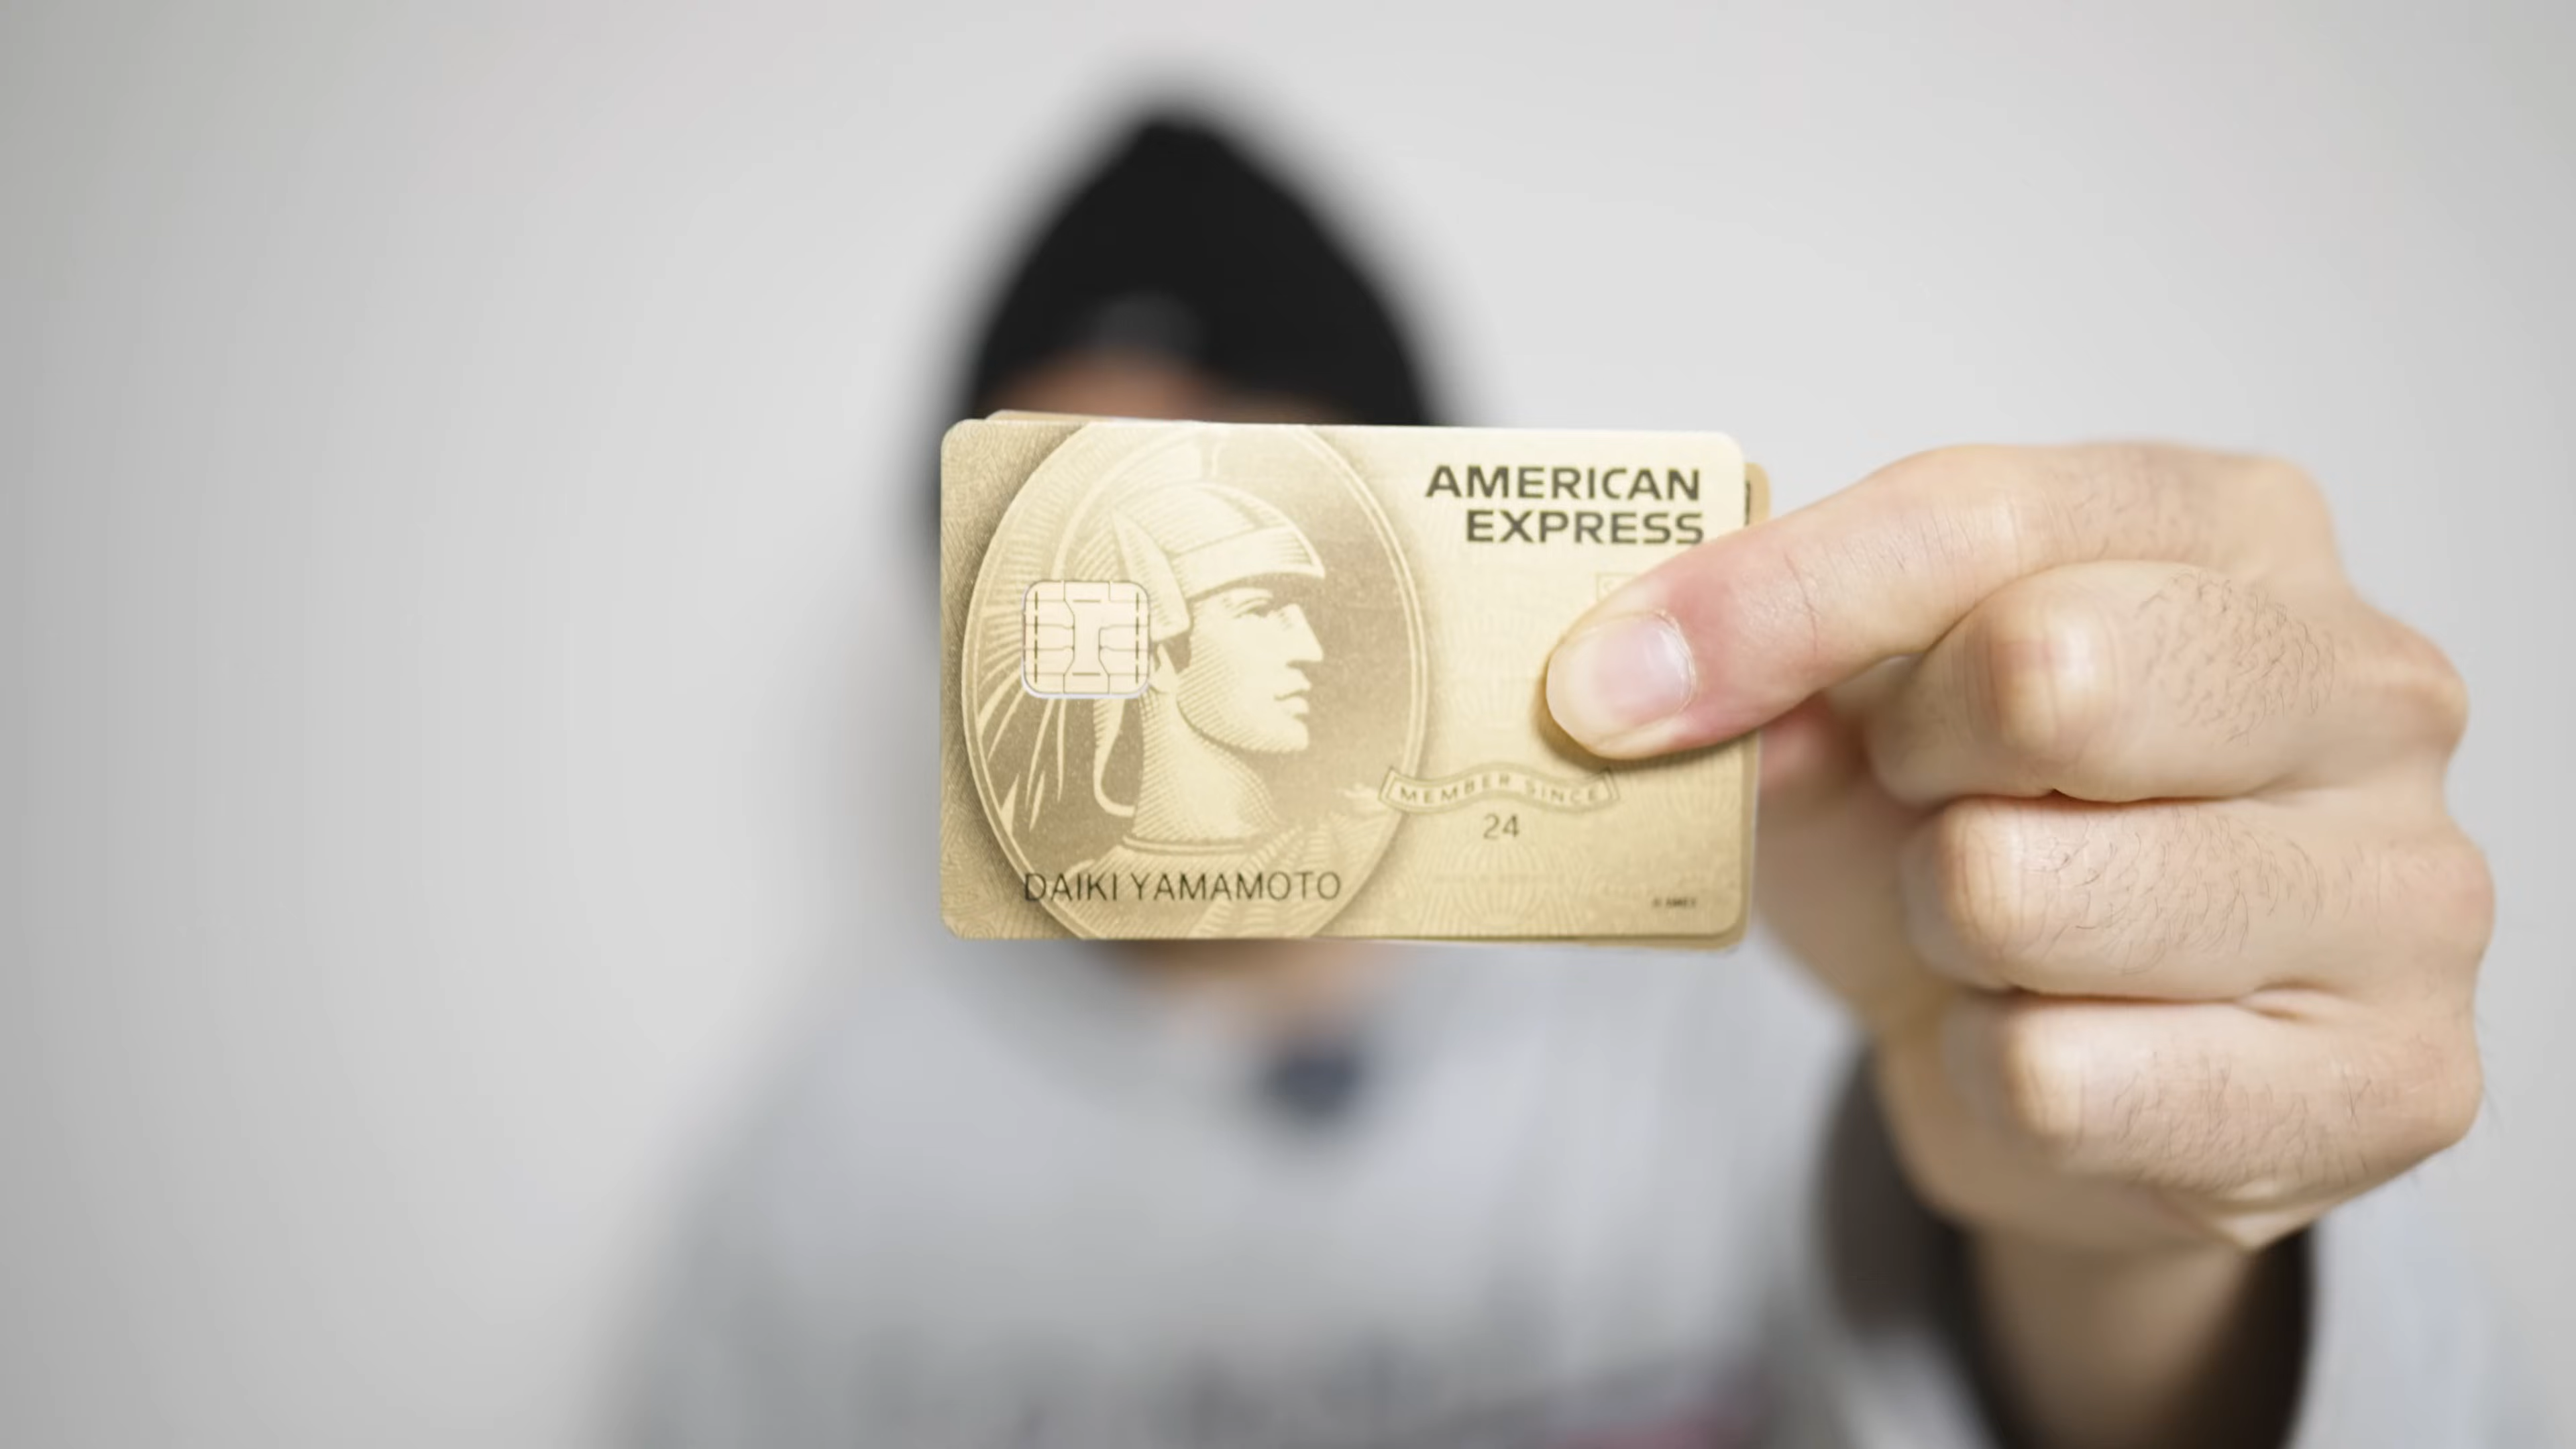 AMERICAN
EXPRESS
MEMBER SINCE
24
DAIKI YAMAMOTO